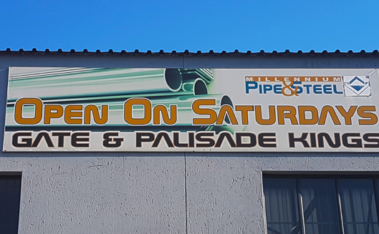 MILLENNIUM
PIPE & STEEL
OPEN ON SATURDAYS
GATE & PALISADE KINGS